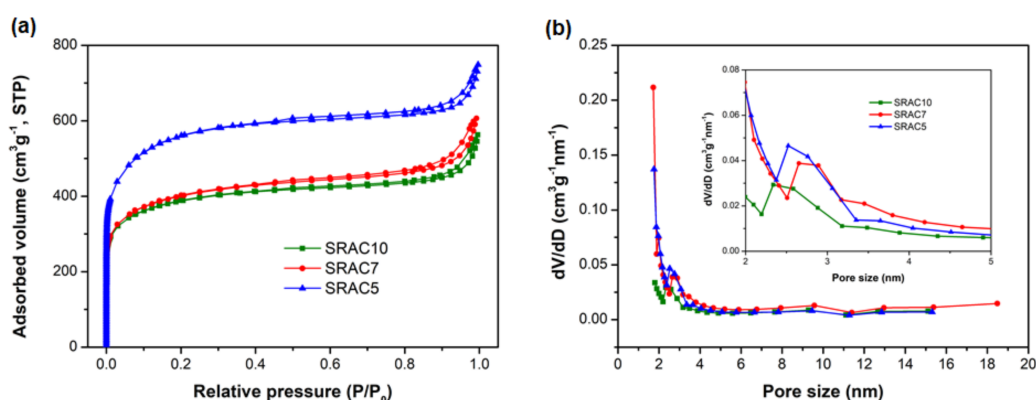 (a)
800
600
400
200
0
Adsorbed volume (cm³g⁻¹, STP)
SRAC10
SRAC7
SRAC5
0.0 0.2 0.4 0.6 0.8 1.0
Relative pressure (P/P₀)
(b)
0.25
0.20
0.15
0.10
0.05
0.00
dV/dD (cm³g⁻¹nm⁻¹)
0 2 4 6 8 10 12 14 16 18 20
Pore size (nm)
0.08
0.06
0.04
0.02
0.00
dV/dD (cm³g⁻¹nm⁻¹)
SRAC10
SRAC7
SRAC5
2 3 4 5
Pore size (nm)